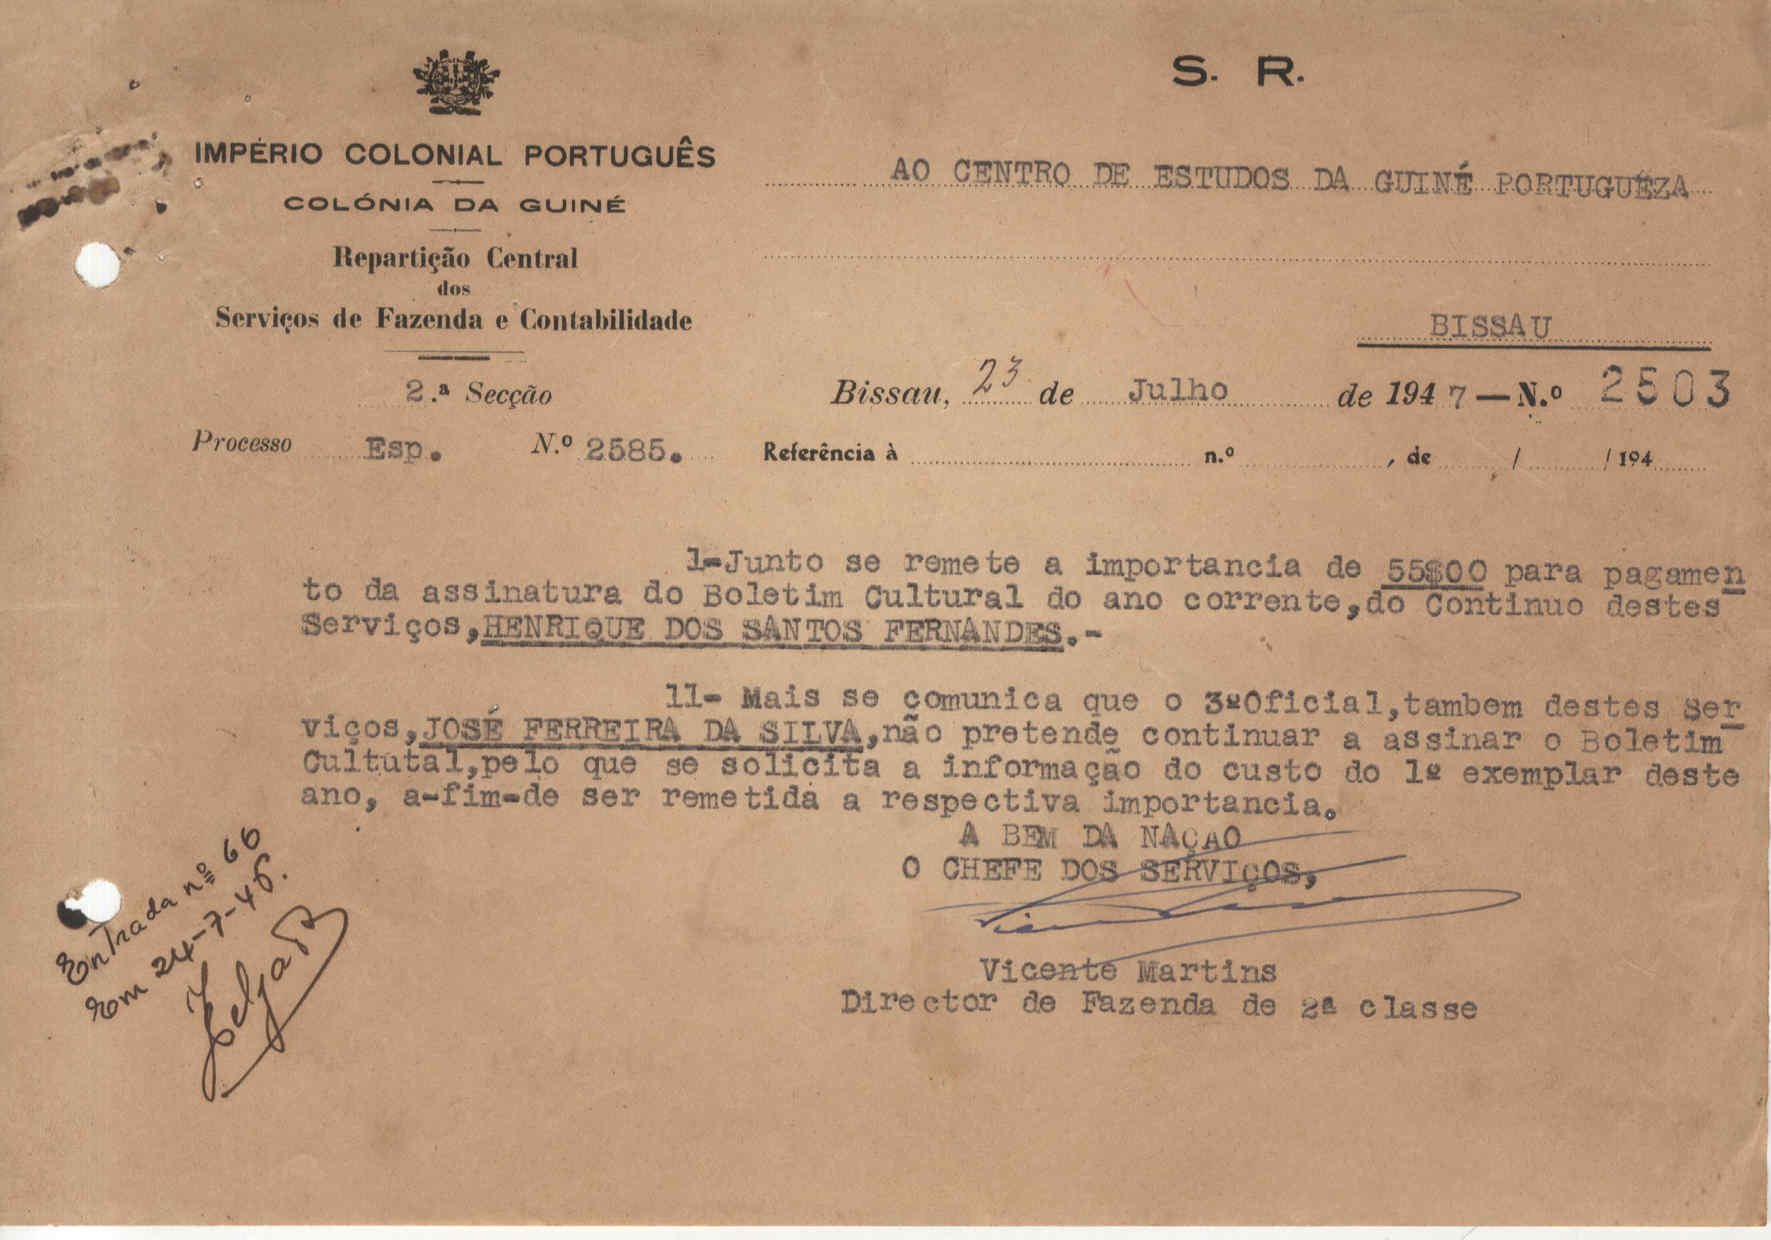 S. R.
IMPÉRIO COLONIAL PORTUGUÊS
COLÓNIA DA GUINÉ
Repartição Central
dos
Serviços de Fazenda e Contabilidade
2.ª Secção
Processo Esp. N.º 2585.
AO CENTRO DE ESTUDOS DA GUINÉ PORTUGUÊZA
BISSAU
Bissau, 23 de Julho de 1947 — N.º 2503
Referência à n.º , de / /194
1-Junto se remete a importancia de 55$00 para pagamen
to da assinatura do Boletim Cultural do ano corrente,do Continuo destes
Serviços,HENRIQUE DOS SANTOS FERNANDES.-
11- Mais se comunica que o 3ºOficial,tambem destes Ser
viços,JOSÉ FERREIRA DA SILVA,não pretende continuar a assinar o Boletim
Cultutal,pelo que se solicita a informação do custo do 1º exemplar deste
ano, a-fim-de ser remetida a respectiva importancia.
A BEM DA NAÇAO
O CHEFE DOS SERVIÇOS,
Vicente Martins
Director de Fazenda de 2ª classe
Entrada nº 66
Em 24-7-46.